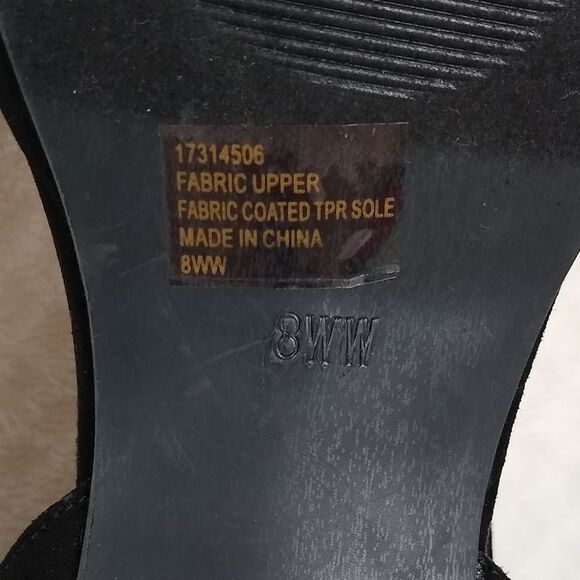 17314506
FABRIC UPPER
FABRIC COATED TPR SOLE
MADE IN CHINA
8WW
8WW